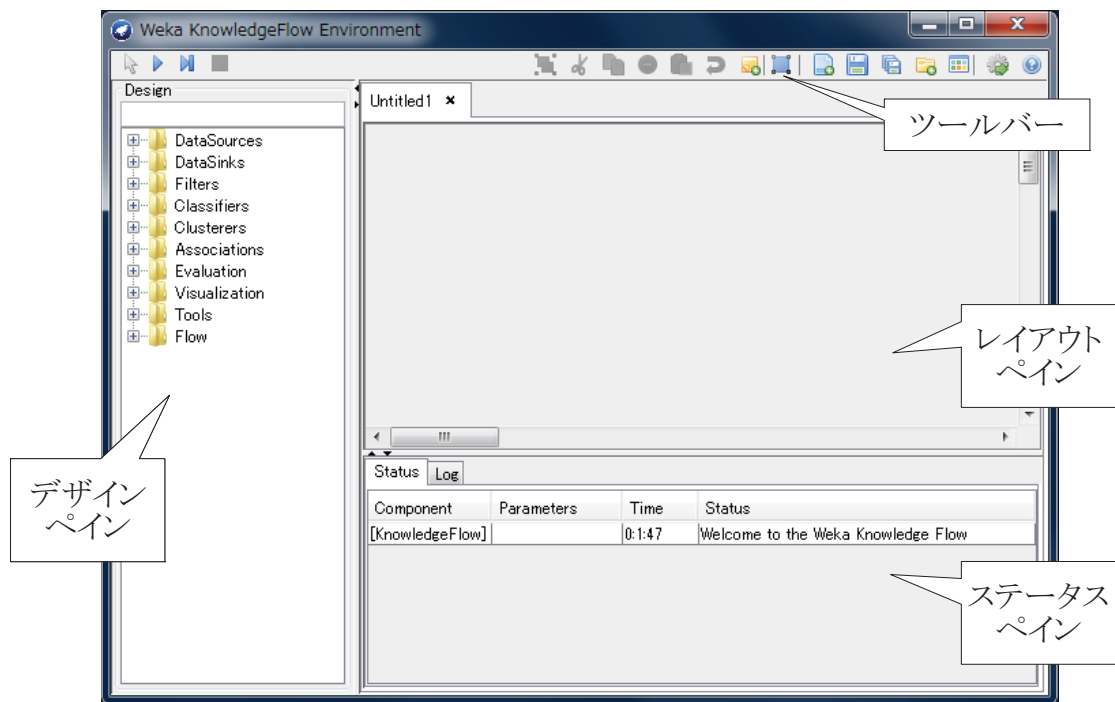 Weka KnowledgeFlow Environment
Design
Untitled1
ツールバー
DataSources
DataSinks
Filters
Classifiers
Clusterers
Associations
Evaluation
Visualization
Tools
Flow
レイアウト
ペイン
デザイン
ペイン
Status Log
Component Parameters Time Status
[KnowledgeFlow] 0:1:47 Welcome to the Weka Knowledge Flow
ステータス
ペイン